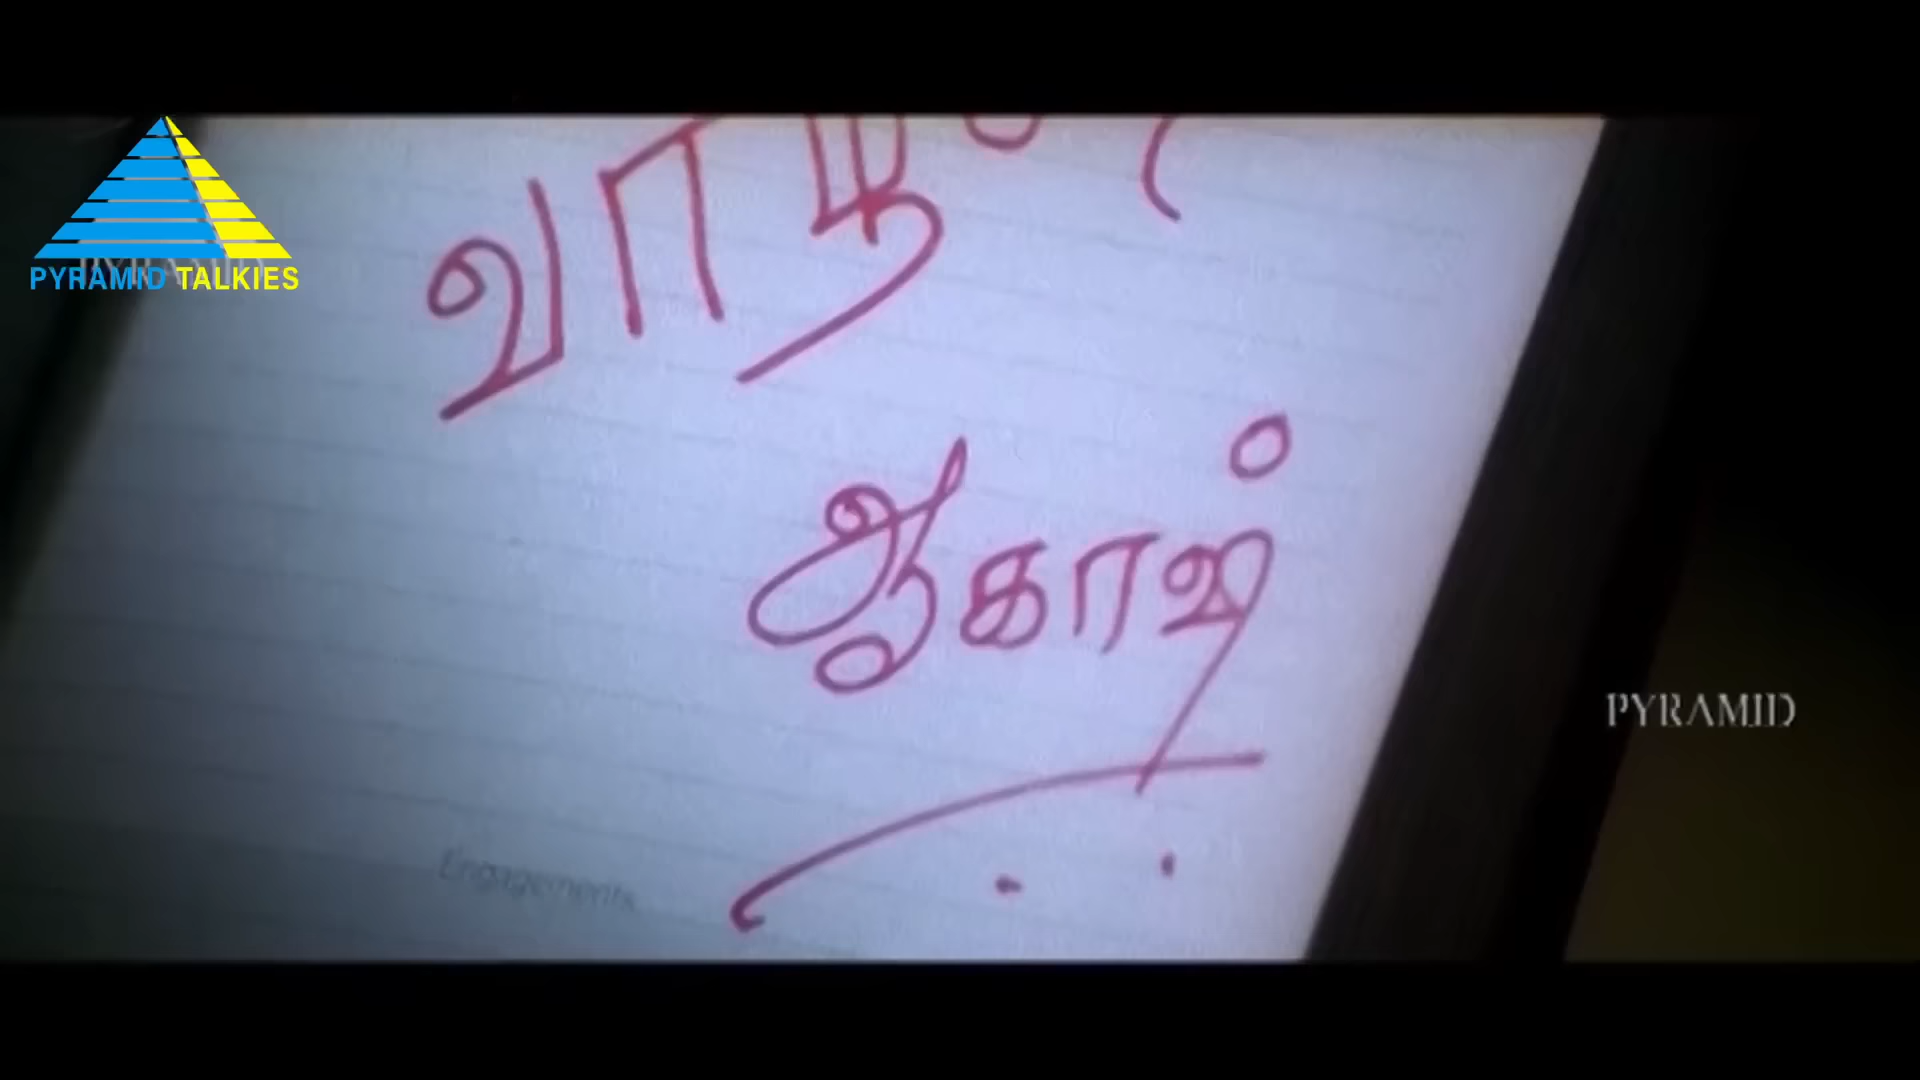 PYRAMID TALKIES
ஆகாஷ்
PYRAMID
Engagements